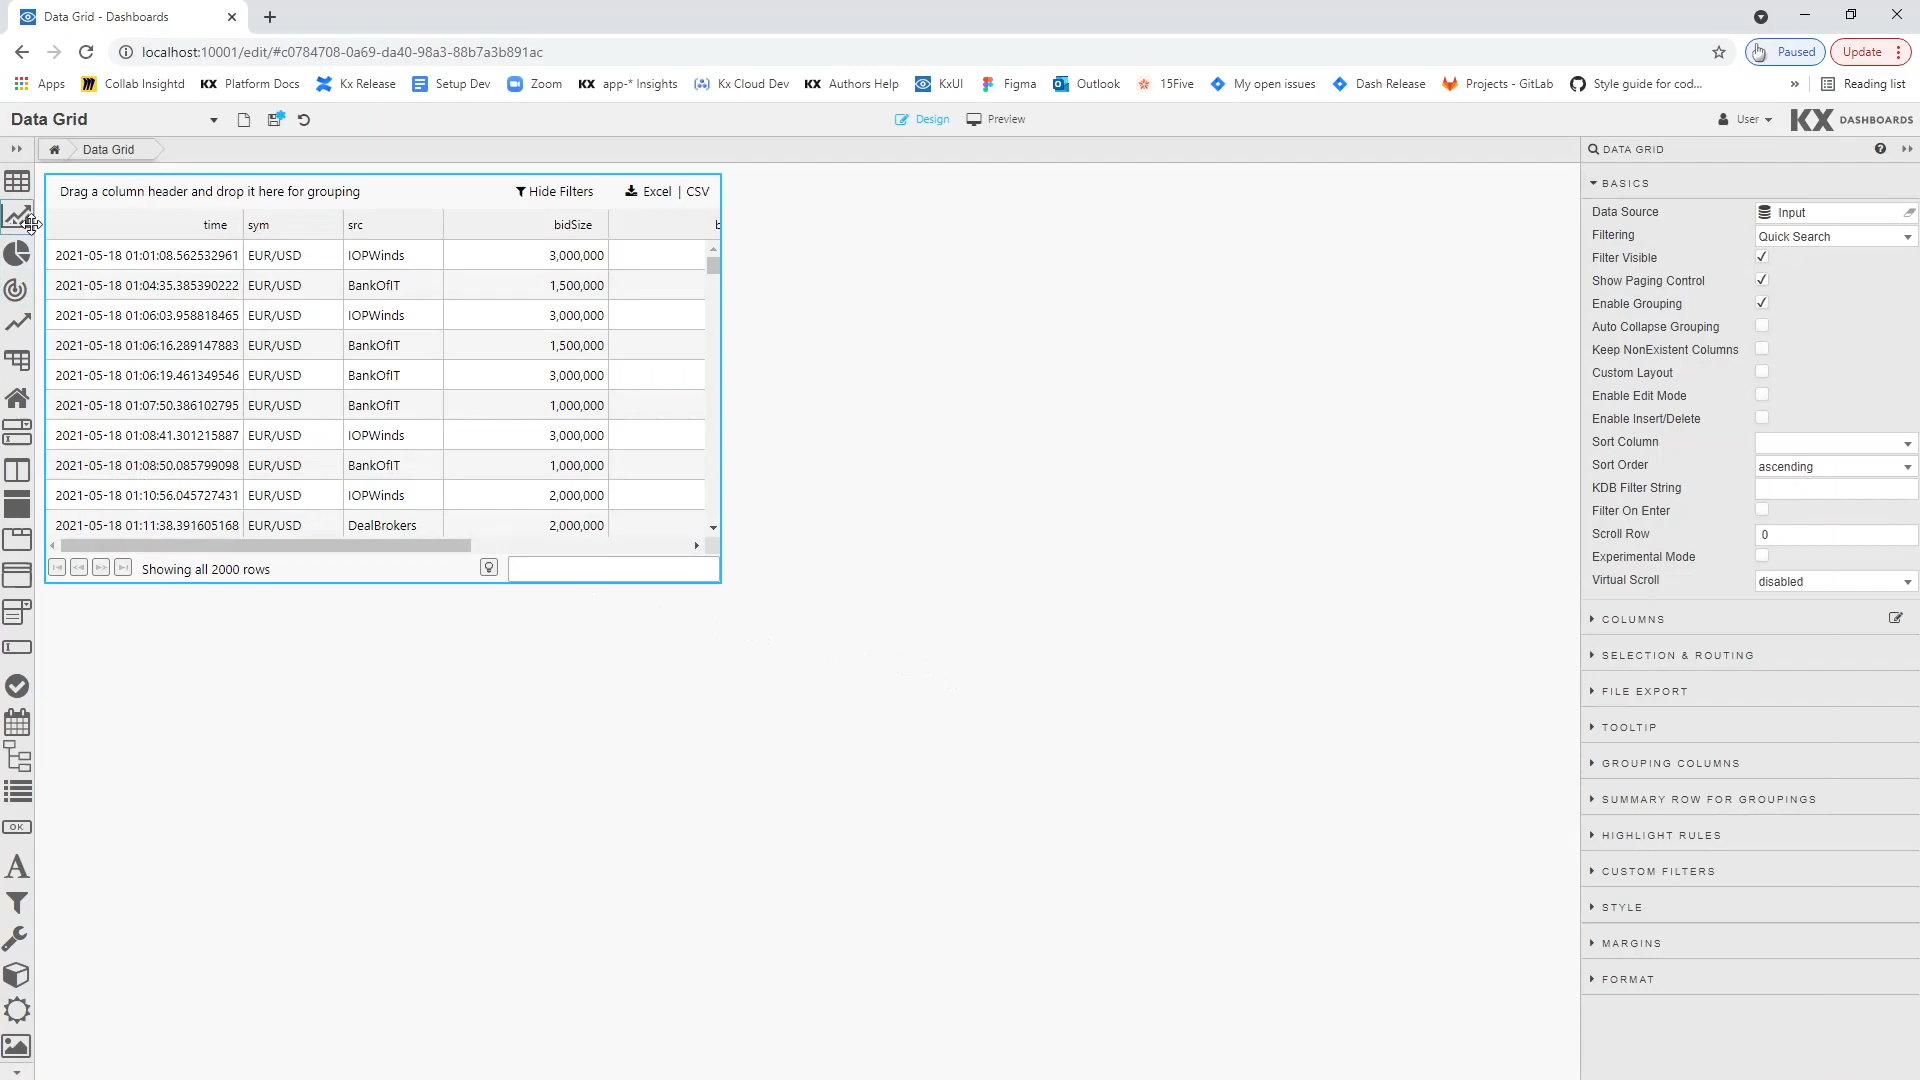 Data Grid - Dashboards
localhost:10001/edit/#c0784708-0a69-da40-98a3-88b7a3b891ac
Paused
Update
Apps
Collab Insightd
KX Platform Docs
Kx Release
Setup Dev
Zoom
KX app-* Insights
Kx Cloud Dev
KX Authors Help
KxUI
Figma
Outlook
15Five
My open issues
Dash Release
Projects - GitLab
Style guide for cod...
»
Reading list
Data Grid
Design
Preview
User
KX DASHBOARDS
Data Grid
DATA GRID
Drag a column header and drop it here for grouping
Hide Filters
Excel | CSV
time sym src bidSize b
2021-05-18 01:01:08.562532961 EUR/USD IOPWinds 3,000,000
2021-05-18 01:04:35.385390222 EUR/USD BankOfIT 1,500,000
2021-05-18 01:06:03.958818465 EUR/USD IOPWinds 3,000,000
2021-05-18 01:06:16.289147883 EUR/USD BankOfIT 1,500,000
2021-05-18 01:06:19.461349546 EUR/USD BankOfIT 3,000,000
2021-05-18 01:07:50.386102795 EUR/USD BankOfIT 1,000,000
2021-05-18 01:08:41.301215887 EUR/USD IOPWinds 3,000,000
2021-05-18 01:08:50.085799098 EUR/USD BankOfIT 1,000,000
2021-05-18 01:10:56.045727431 EUR/USD IOPWinds 2,000,000
2021-05-18 01:11:38.391605168 EUR/USD DealBrokers 2,000,000
Showing all 2000 rows
OK
A
BASICS
Data Source Input
Filtering Quick Search
Filter Visible
Show Paging Control
Enable Grouping
Auto Collapse Grouping
Keep NonExistent Columns
Custom Layout
Enable Edit Mode
Enable Insert/Delete
Sort Column
Sort Order ascending
KDB Filter String
Filter On Enter
Scroll Row 0
Experimental Mode
Virtual Scroll disabled
COLUMNS
SELECTION & ROUTING
FILE EXPORT
TOOLTIP
GROUPING COLUMNS
SUMMARY ROW FOR GROUPINGS
HIGHLIGHT RULES
CUSTOM FILTERS
STYLE
MARGINS
FORMAT